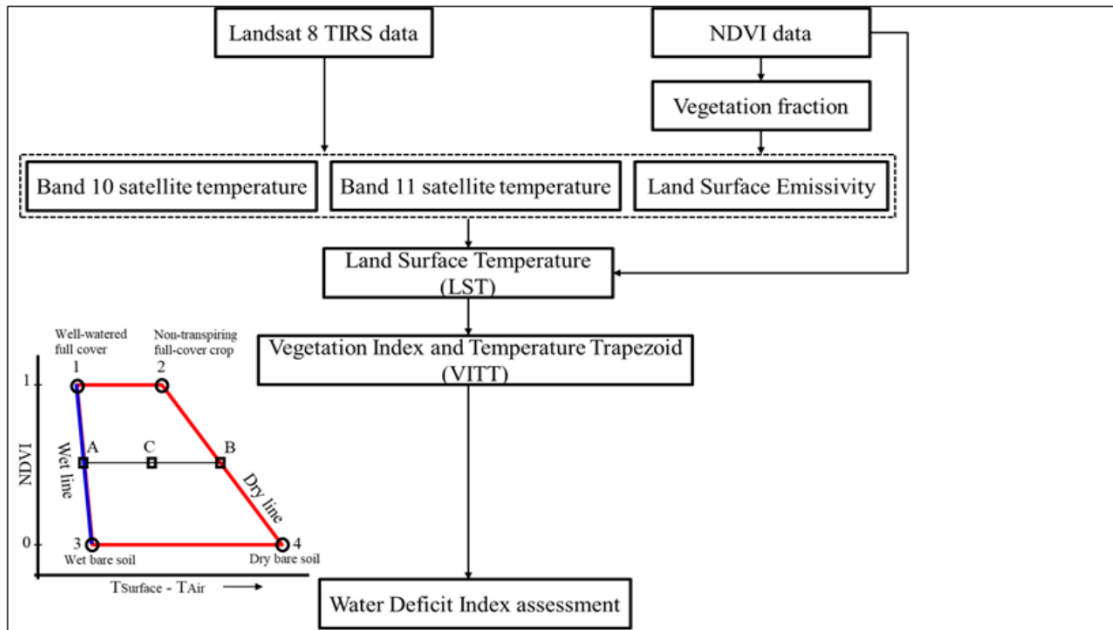 Landsat 8 TIRS data
NDVI data
Vegetation fraction
Band 10 satellite temperature
Band 11 satellite temperature
Land Surface Emissivity
Land Surface Temperature
(LST)
Vegetation Index and Temperature Trapezoid
(VITT)
Well-watered
full cover
Non-transpiring
full-cover crop
1
2
1
A
C
B
NDVI
Wet line
Dry line
0
3
4
Wet bare soil
Dry bare soil
TSurface - TAir
Water Deficit Index assessment